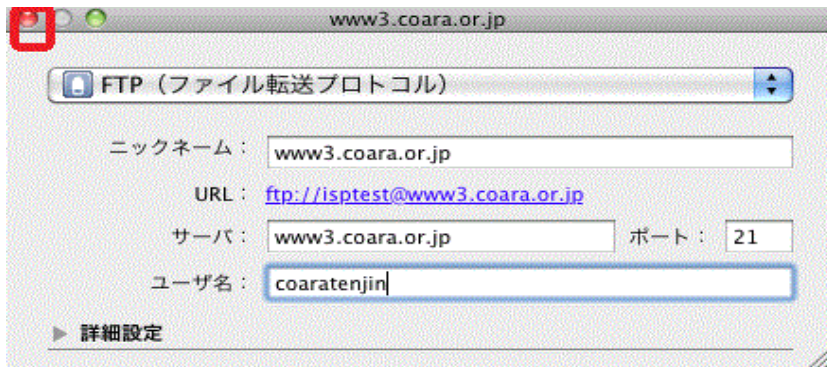 www3.coara.or.jp
FTP（ファイル転送プロトコル）
ニックネーム： www3.coara.or.jp
URL： ftp://isptest@www3.coara.or.jp
サーバ： www3.coara.or.jp ポート： 21
ユーザ名： coaratenjin
詳細設定